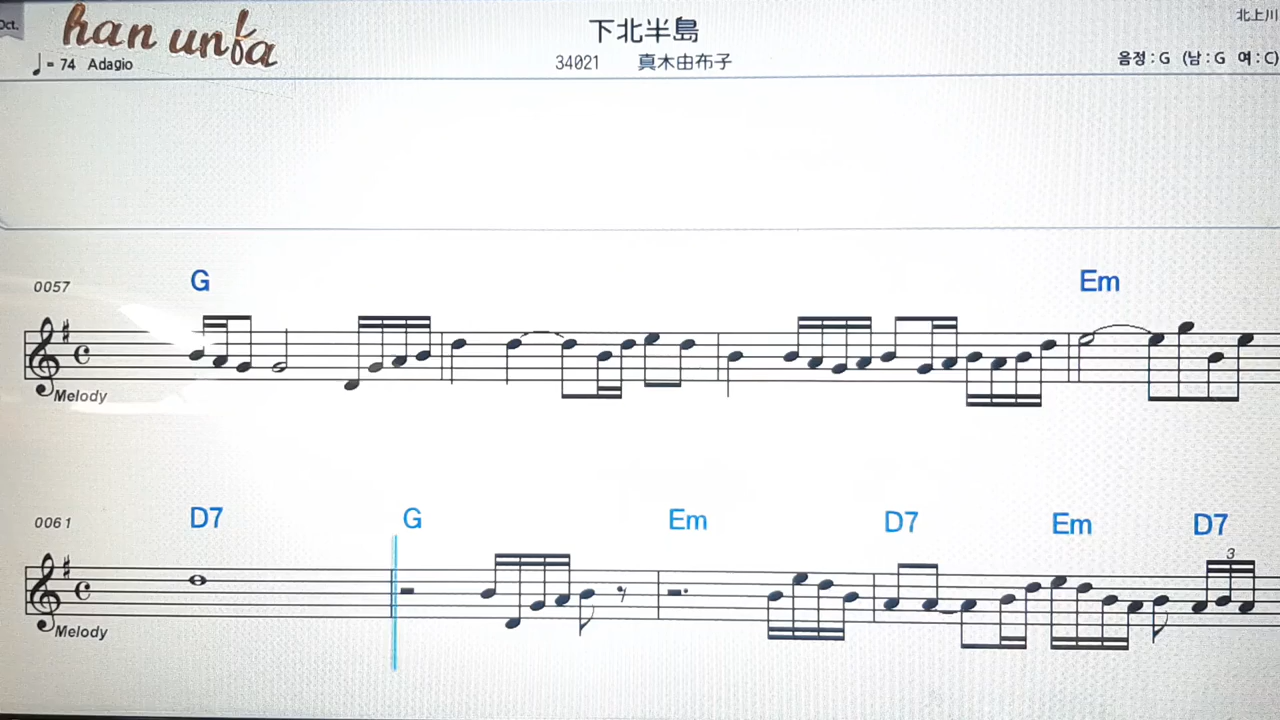 Oct.
han unfa
下北半島
北上川
♩= 74 Adagio
34021 真木由布子
음정 : G (남 : G 여 : C)
G Em
0057
Melody
D7 G Em D7 Em D7
0061
3
Melody